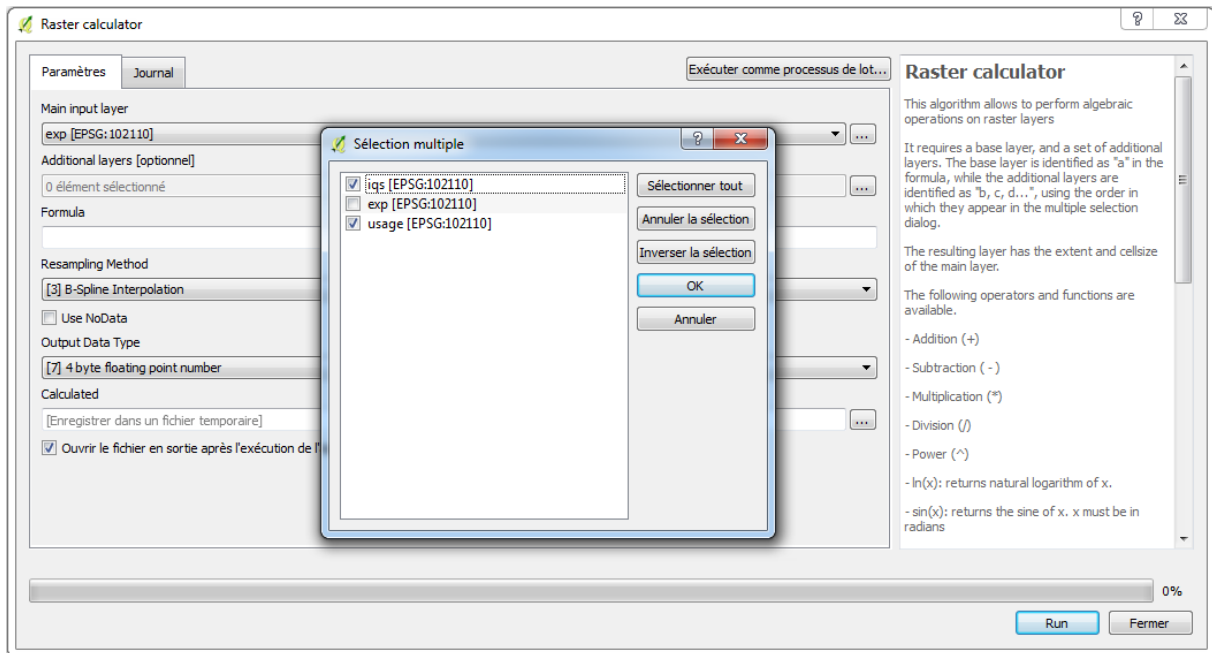 Raster calculator
Paramètres
Journal
Exécuter comme processus de lot...
Main input layer
exp [EPSG:102110]
Additional layers [optionnel]
0 élément sélectionné
Formula
Resampling Method
[3] B-Spline Interpolation
Use NoData
Output Data Type
[7] 4 byte floating point number
Calculated
[Enregistrer dans un fichier temporaire]
Ouvrir le fichier en sortie après l'exécution de l'
Sélection multiple
iqs [EPSG:102110]
exp [EPSG:102110]
usage [EPSG:102110]
Sélectionner tout
Annuler la sélection
Inverser la sélection
OK
Annuler
Raster calculator
This algorithm allows to perform algebraic
operations on raster layers
It requires a base layer, and a set of additional
layers. The base layer is identified as "a" in the
formula, while the additional layers are
identified as "b, c, d...", using the order in
which they appear in the multiple selection
dialog.
The resulting layer has the extent and cellsize
of the main layer.
The following operators and functions are
available.
- Addition (+)
- Subtraction ( - )
- Multiplication (*)
- Division (/)
- Power (^)
- ln(x): returns natural logarithm of x.
- sin(x): returns the sine of x. x must be in
radians
0%
Run
Fermer